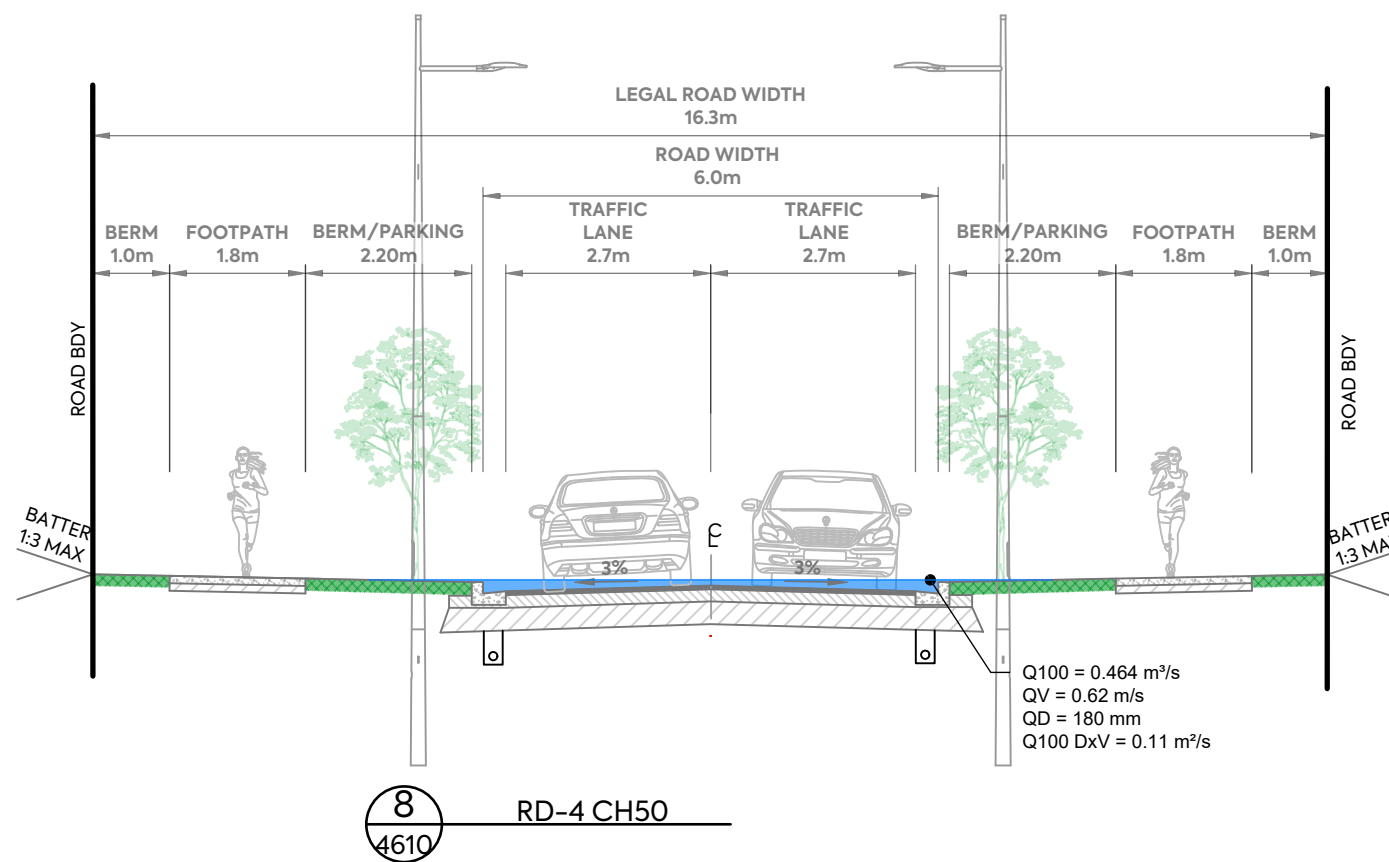 LEGAL ROAD WIDTH
16.3m
ROAD WIDTH
6.0m
BERM
1.0m
FOOTPATH
1.8m
BERM/PARKING
2.20m
TRAFFIC
LANE
2.7m
TRAFFIC
LANE
2.7m
BERM/PARKING
2.20m
FOOTPATH
1.8m
BERM
1.0m
ROAD BDY
ROAD BDY
BATTER
1:3 MAX
℄
BATTER
1:3 MAX
3%
3%
Q100 = 0.464 m³/s
QV = 0.62 m/s
QD = 180 mm
Q100 DxV = 0.11 m²/s
8
4610
RD-4 CH50